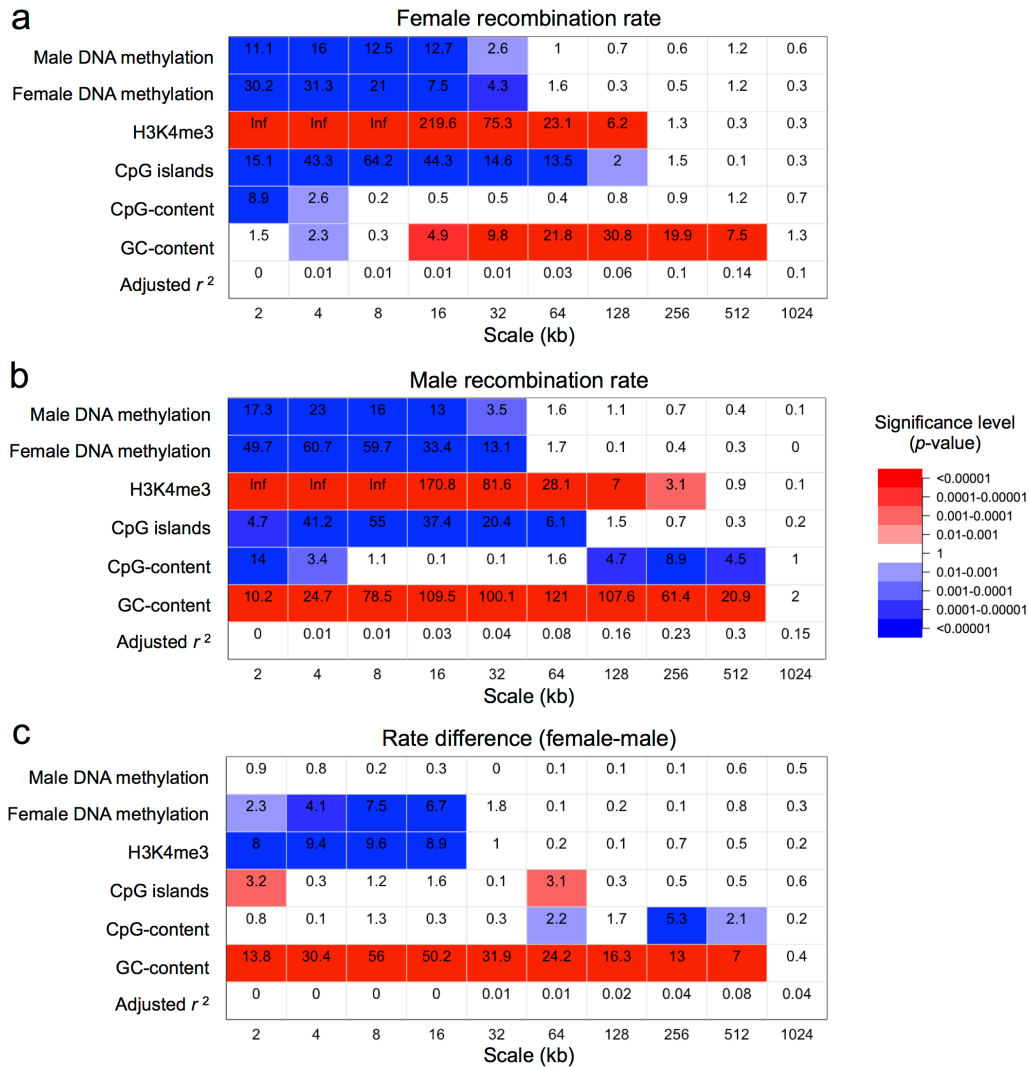 a
Female recombination rate
Male DNA methylation 11.1 16 12.5 12.7 2.6 1 0.7 0.6 1.2 0.6
Female DNA methylation 30.2 31.3 21 7.5 4.3 1.6 0.3 0.5 1.2 0.3
H3K4me3 Inf Inf Inf 219.6 75.3 23.1 6.2 1.3 0.3 0.3
CpG islands 15.1 43.3 64.2 44.3 14.6 13.5 2 1.5 0.1 0.3
CpG-content 8.9 2.6 0.2 0.5 0.5 0.4 0.8 0.9 1.2 0.7
GC-content 1.5 2.3 0.3 4.9 9.8 21.8 30.8 19.9 7.5 1.3
Adjusted r 2 0 0.01 0.01 0.01 0.01 0.03 0.06 0.1 0.14 0.1
2 4 8 16 32 64 128 256 512 1024
Scale (kb)
b
Male recombination rate
Male DNA methylation 17.3 23 16 13 3.5 1.6 1.1 0.7 0.4 0.1
Female DNA methylation 49.7 60.7 59.7 33.4 13.1 1.7 0.1 0.4 0.3 0
H3K4me3 Inf Inf Inf 170.8 81.6 28.1 7 3.1 0.9 0.1
CpG islands 4.7 41.2 55 37.4 20.4 6.1 1.5 0.7 0.3 0.2
CpG-content 14 3.4 1.1 0.1 0.1 1.6 4.7 8.9 4.5 1
GC-content 10.2 24.7 78.5 109.5 100.1 121 107.6 61.4 20.9 2
Adjusted r 2 0 0.01 0.01 0.03 0.04 0.08 0.16 0.23 0.3 0.15
2 4 8 16 32 64 128 256 512 1024
Scale (kb)
Significance level
(p-value)
<0.00001
0.0001-0.00001
0.001-0.0001
0.01-0.001
1
0.01-0.001
0.001-0.0001
0.0001-0.00001
<0.00001
c
Rate difference (female-male)
Male DNA methylation 0.9 0.8 0.2 0.3 0 0.1 0.1 0.1 0.6 0.5
Female DNA methylation 2.3 4.1 7.5 6.7 1.8 0.1 0.2 0.1 0.8 0.3
H3K4me3 8 9.4 9.6 8.9 1 0.2 0.1 0.7 0.5 0.2
CpG islands 3.2 0.3 1.2 1.6 0.1 3.1 0.3 0.5 0.5 0.6
CpG-content 0.8 0.1 1.3 0.3 0.3 2.2 1.7 5.3 2.1 0.2
GC-content 13.8 30.4 56 50.2 31.9 24.2 16.3 13 7 0.4
Adjusted r 2 0 0 0 0 0.01 0.01 0.02 0.04 0.08 0.04
2 4 8 16 32 64 128 256 512 1024
Scale (kb)